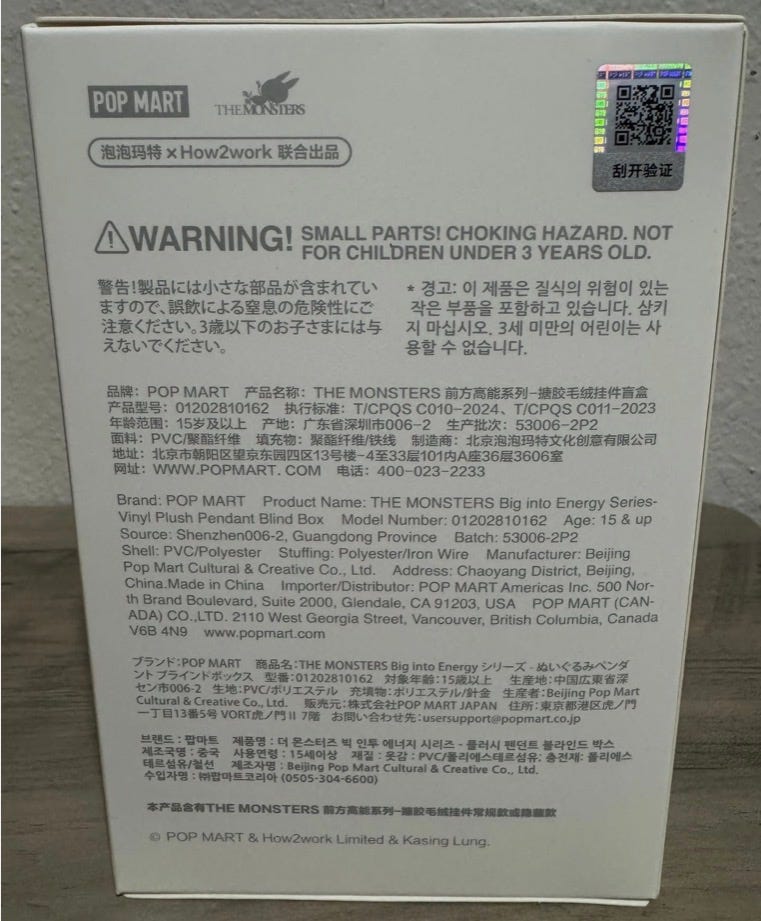 POP MART
THE MONSTERS
泡泡玛特×How2work 联合出品
刮开验证
WARNING! SMALL PARTS! CHOKING HAZARD. NOT
FOR CHILDREN UNDER 3 YEARS OLD.
警告!製品には小さな部品が含まれてい
ますので、誤飲による窒息の危険性にご
注意ください。3歳以下のお子さまには与
えないでください。
* 경고: 이 제품은 질식의 위험이 있는
작은 부품을 포함하고 있습니다. 삼키
지 마십시오. 3세 미만의 어린이는 사
용할 수 없습니다.
品牌: POP MART 产品名称: THE MONSTERS 前方高能系列-搪胶毛绒挂件盲盒
产品型号: 01202810162 执行标准: T/CPQS C010-2024、T/CPQS C011-2023
年龄范围: 15岁及以上 产地: 广东省深圳市006-2 生产批次: 53006-2P2
面料: PVC/聚酯纤维 填充物: 聚酯纤维/铁线 制造商: 北京泡泡玛特文化创意有限公司
地址: 北京市朝阳区望京东园四区13号楼-4至33层101内A座36层3606室
网址: WWW.POPMART. COM 电话: 400-023-2233
Brand: POP MART Product Name: THE MONSTERS Big into Energy Series-
Vinyl Plush Pendant Blind Box Model Number: 01202810162 Age: 15 & up
Source: Shenzhen006-2, Guangdong Province Batch: 53006-2P2
Shell: PVC/Polyester Stuffing: Polyester/Iron Wire Manufacturer: Beijing
Pop Mart Cultural & Creative Co., Ltd. Address: Chaoyang District, Beijing,
China.Made in China Importer/Distributor: POP MART Americas Inc. 500 Nor-
th Brand Boulevard, Suite 2000, Glendale, CA 91203, USA POP MART (CAN-
ADA) CO.,LTD. 2110 West Georgia Street, Vancouver, British Columbia, Canada
V6B 4N9 www.popmart.com
ブランド:POP MART 商品名:THE MONSTERS Big into Energy シリーズ - ぬいぐるみペンダ
ント ブラインドボックス 型番:01202810162 対象年齢:15歳以上 生産地:中国広東省深
セン市006-2 生地:PVC/ポリエステル 充填物:ポリエステル/針金 生産者:Beijing Pop Mart
Cultural & Creative Co., Ltd. 販売元:株式会社POP MART JAPAN 住所:東京都港区虎ノ門
一丁目13番5号 VORT虎ノ門Ⅱ 7階 お問い合わせ先:usersupport@popmart.co.jp
브랜드 : 팝마트 제품명 : 더 몬스터즈 빅 인투 에너지 시리즈 - 플러시 펜던트 블라인드 박스
제조국명 : 중국 사용연령 : 15세이상 재질 : 옷감 : PVC/폴리에스테르섬유; 충전재: 폴리에스
테르섬유/철선 제조자명 : Beijing Pop Mart Cultural & Creative Co., Ltd.
수입자명 : ㈜팝마트코리아 (0505-304-6600)
本产品含有THE MONSTERS 前方高能系列-搪胶毛绒挂件常规款或隐藏款
© POP MART & How2work Limited & Kasing Lung.